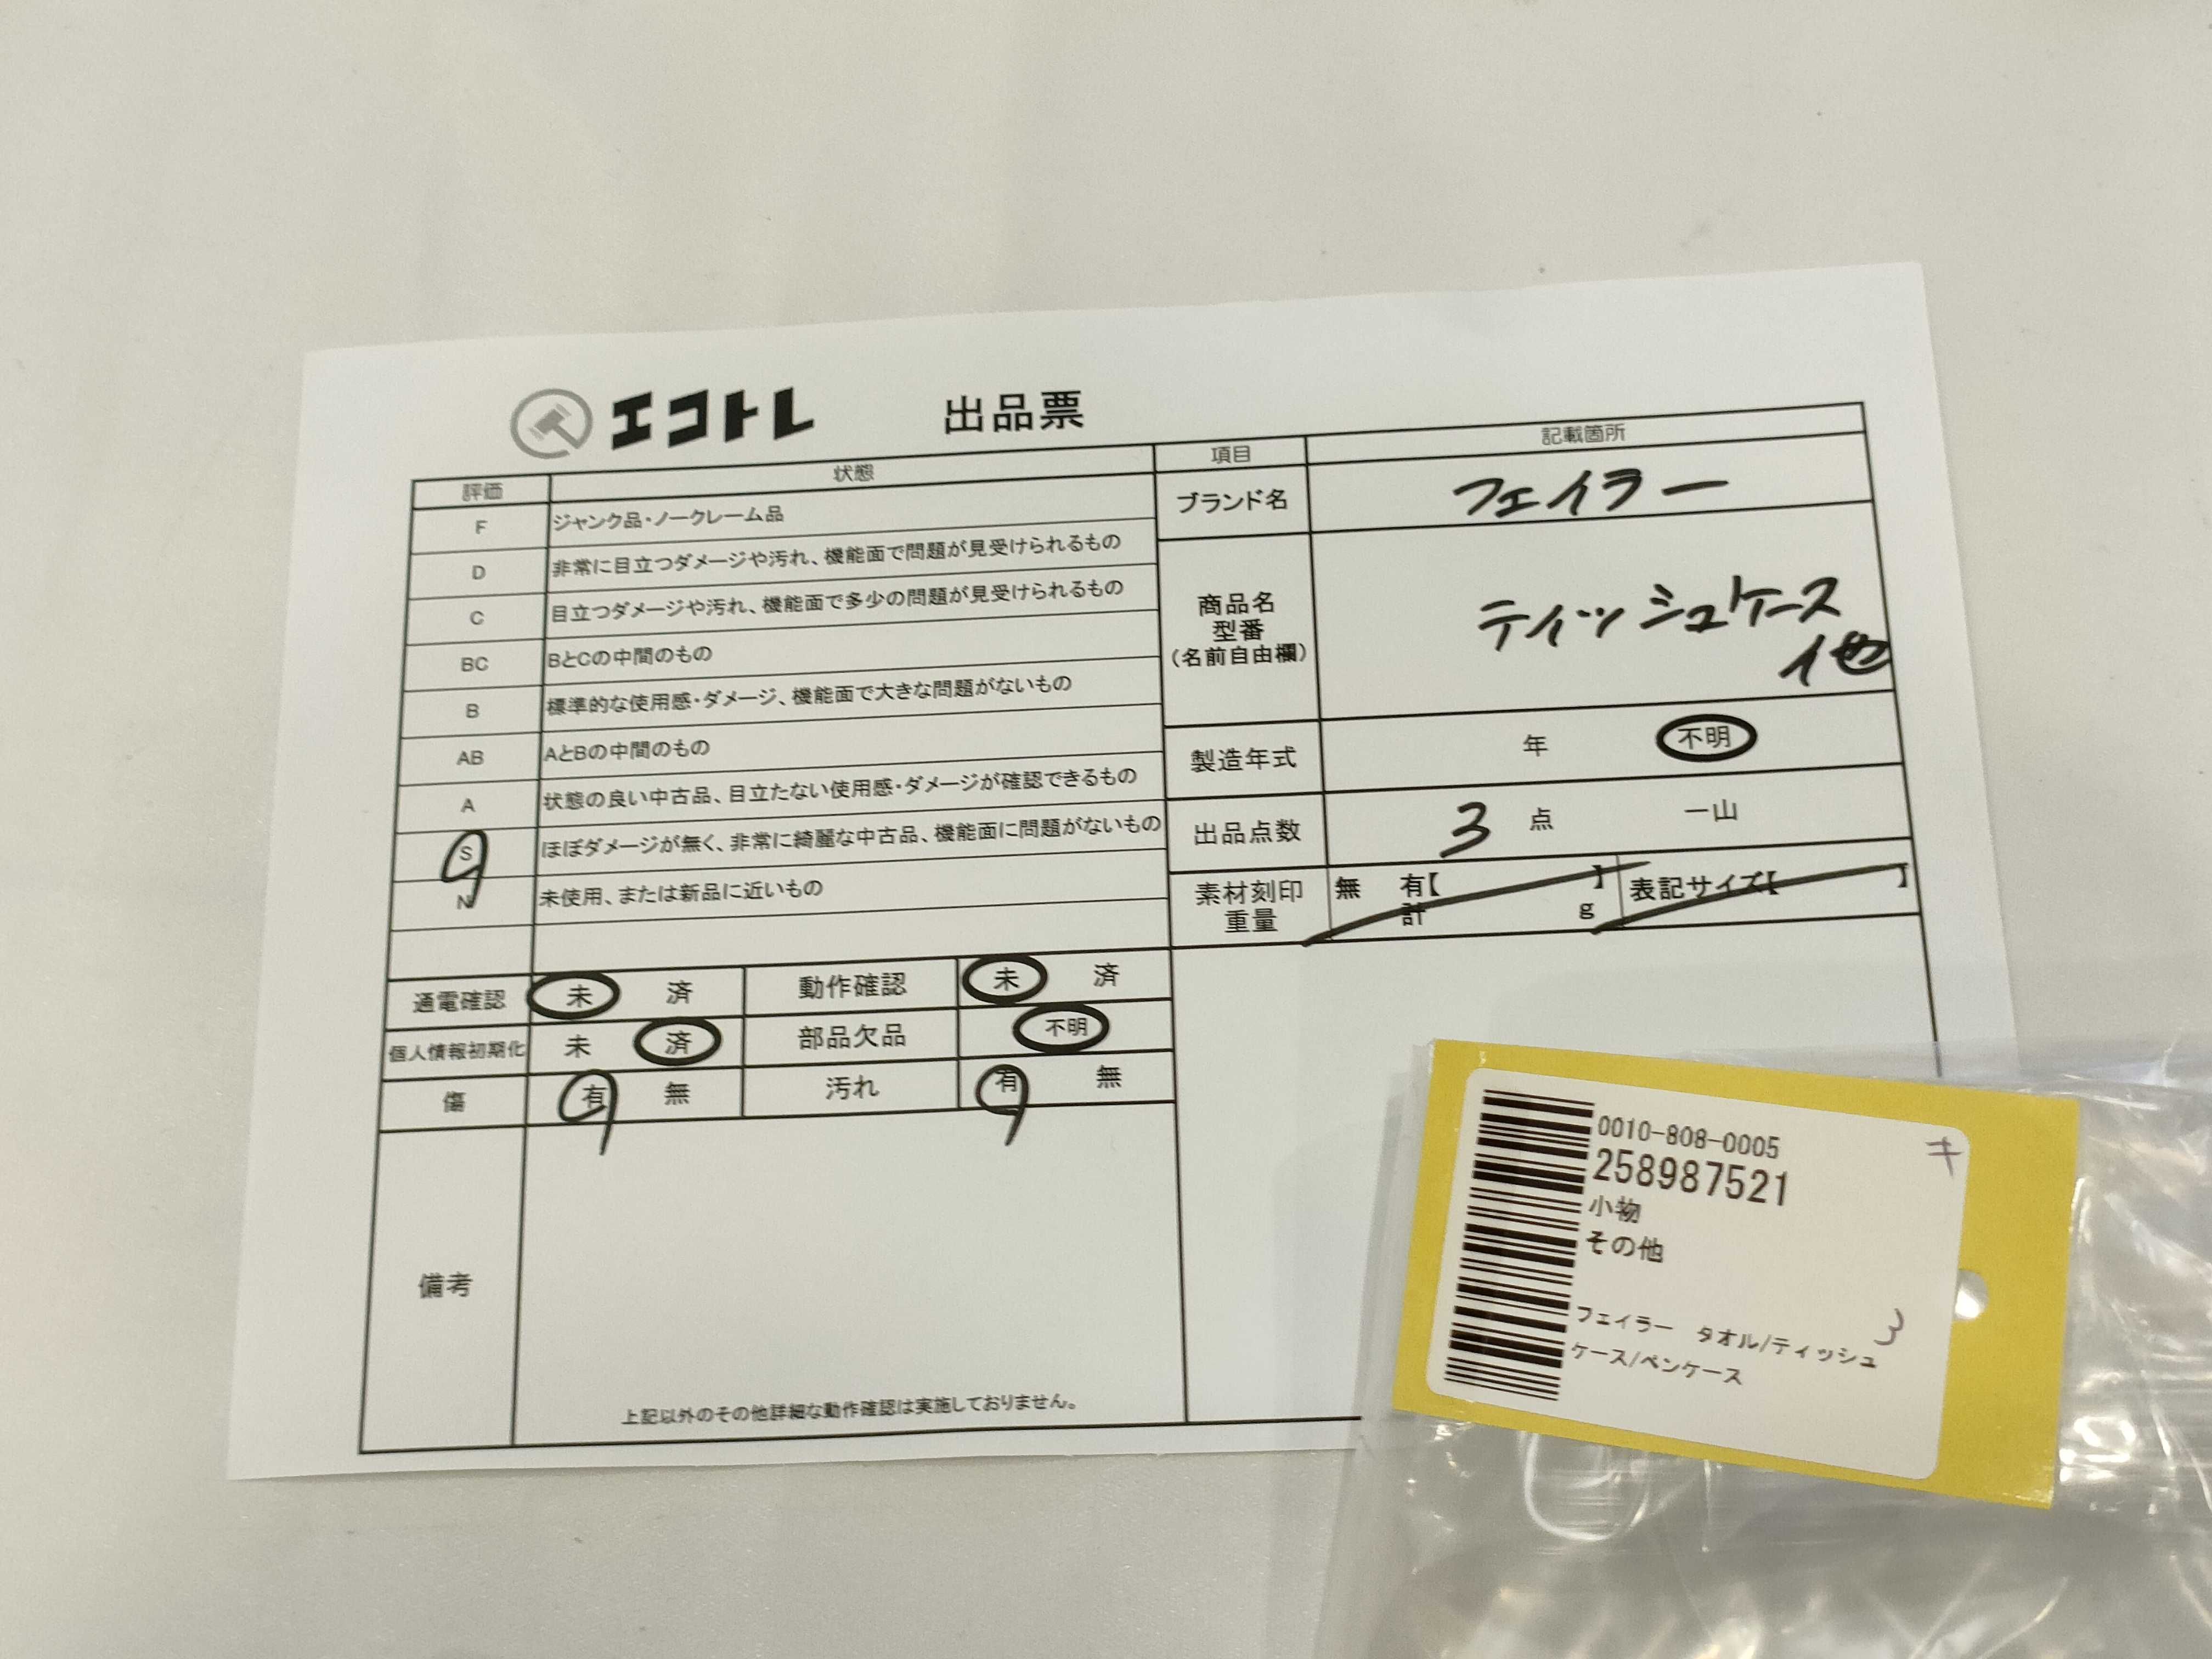 エコトレ 出品票
評価 状態
F ジャンク品・ノークレーム品
D 非常に目立つダメージや汚れ、機能面で問題が見受けられるもの
C 目立つダメージや汚れ、機能面で多少の問題が見受けられるもの
BC BとCの中間のもの
B 標準的な使用感・ダメージ、機能面で大きな問題がないもの
AB AとBの中間のもの
A 状態の良い中古品、目立たない使用感・ダメージが確認できるもの
S ほぼダメージが無く、非常に綺麗な中古品、機能面に問題がないもの
N 未使用、または新品に近いもの
項目 記載箇所
ブランド名 フェイラー
商品名
型番
（名前自由欄）
ティッシュケース
他
製造年式 年 不明
出品点数 3 点 一山
素材刻印 無 有【 】 表記サイズ【 】
重量 計 g
通電確認 未 済 動作確認 未 済
個人情報初期化 未 済 部品欠品 不明
傷 有 無 汚れ 有 無
備考
上記以外のその他詳細な動作確認は実施しておりません。
0010-808-0005
キ
258987521
小物
その他
3
フェイラー タオル/ティッシュ
ケース/ペンケース